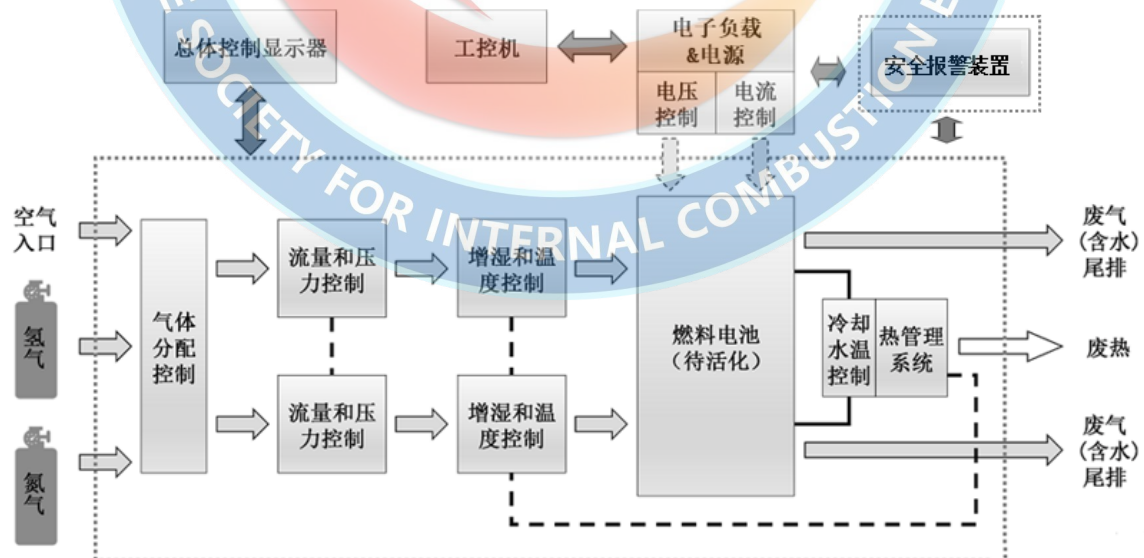 总体控制显示器
工控机
电子负载
&电源
电压
控制
电流
控制
安全报警装置
E SOCIETY FOR INTERNAL COMBUSTION E
空气
入口
氢
气
氮
气
气体
分配
控制
流量和压
力控制
增湿和温
度控制
流量和压
力控制
增湿和温
度控制
燃料电池
(待活化)
冷却
水温
控制
热管理
系统
废气
(含水)
尾排
废热
废气
(含水)
尾排